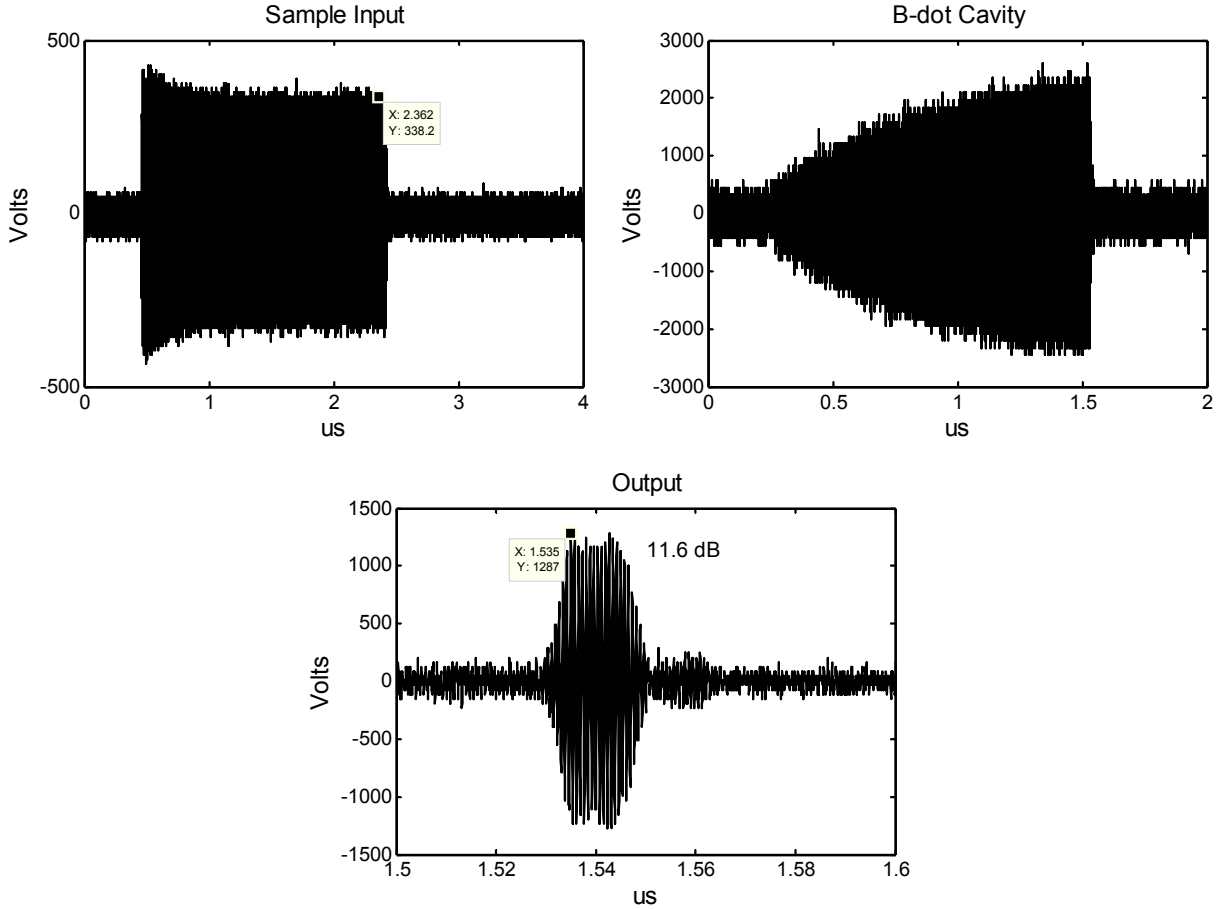 Sample Input
500
0
-500
Volts
X: 2.362
Y: 338.2
0 1 2 3 4
us
B-dot Cavity
3000
2000
1000
0
-1000
-2000
-3000
Volts
0 0.5 1 1.5 2
us
Output
1500
1000
500
0
-500
-1000
-1500
Volts
X: 1.535
Y: 1287
11.6 dB
1.5 1.52 1.54 1.56 1.58 1.6
us